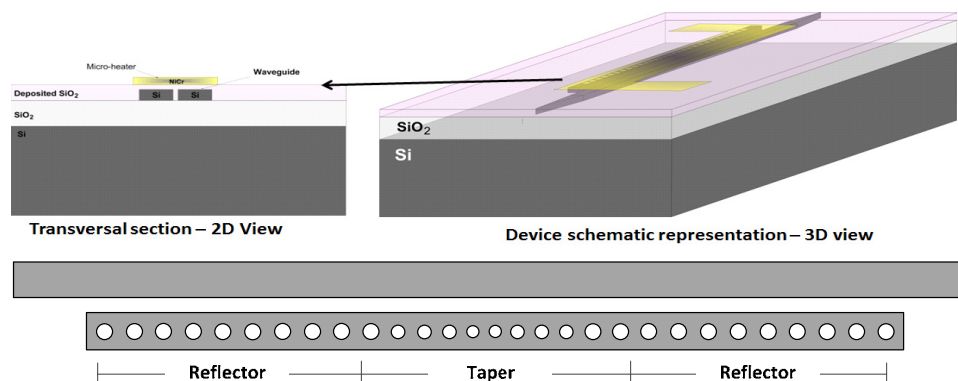 Micro-heater
NiCr
Waveguide
Deposited SiO₂
Si
Si
SiO₂
Si
Transversal section – 2D View
SiO₂
Si
Device schematic representation – 3D view
Reflector
Taper
Reflector